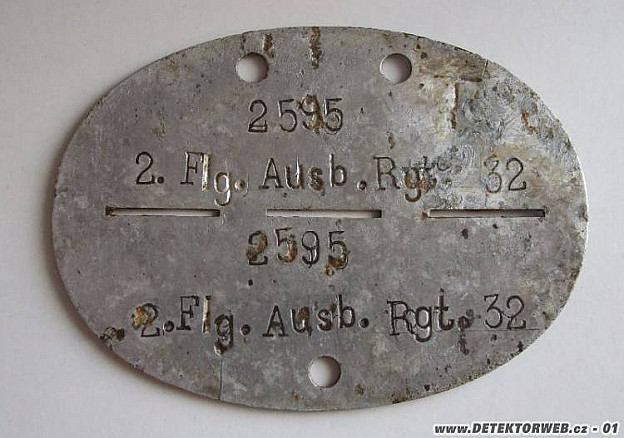 2595
2. Flg. Ausb. Rgt. 32
2595
2. Flg. Ausb. Rgt. 32
www.DETEKTORWEB.cz - 01